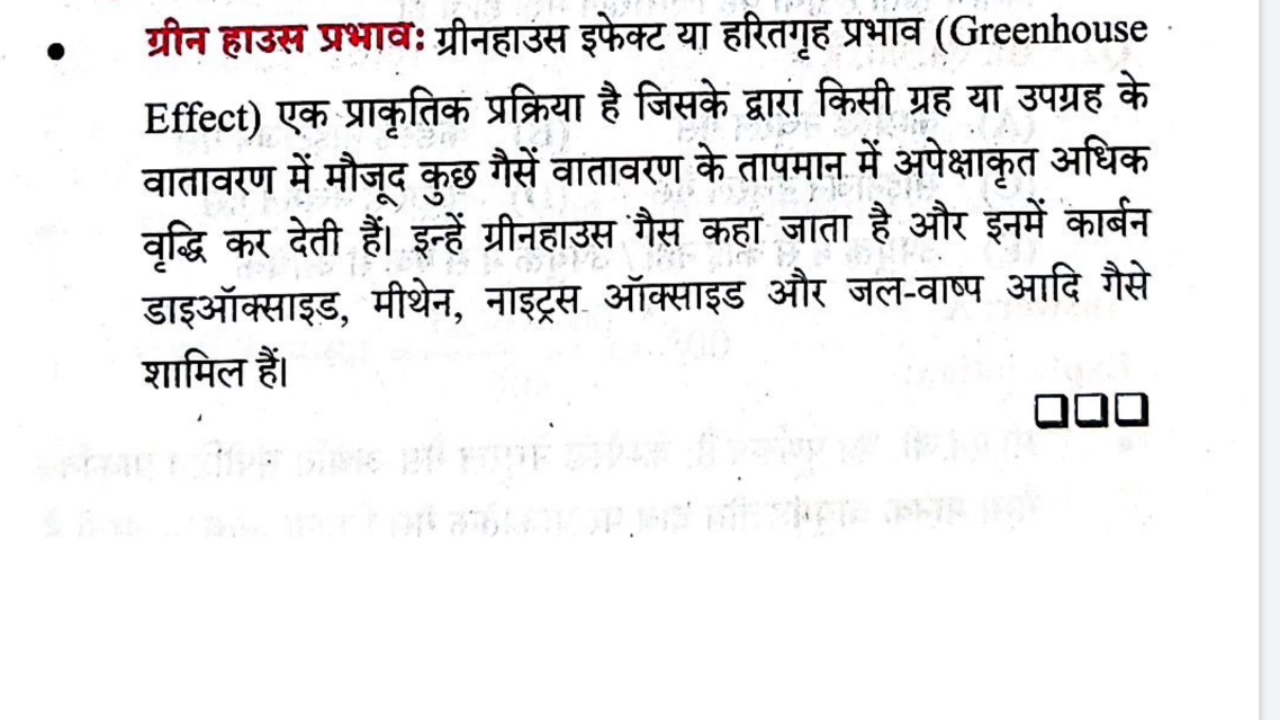 • ग्रीन हाउस प्रभाव: ग्रीनहाउस इफेक्ट या हरितगृह प्रभाव (Greenhouse
Effect) एक प्राकृतिक प्रक्रिया है जिसके द्वारा किसी ग्रह या उपग्रह के
वातावरण में मौजूद कुछ गैसें वातावरण के तापमान में अपेक्षाकृत अधिक
वृद्धि कर देती हैं। इन्हें ग्रीनहाउस गैस कहा जाता है और इनमें कार्बन
डाइऑक्साइड, मीथेन, नाइट्रस ऑक्साइड और जल-वाष्प आदि गैसे
शामिल हैं।
❑❑❑